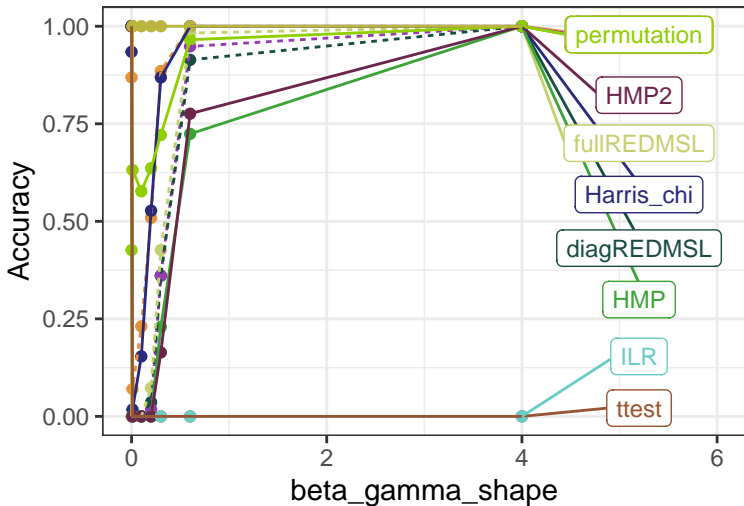 1.00
0.75
0.50
0.25
0.00
Accuracy
permutation
HMP2
fullREDMSL
Harris_chi
diagREDMSL
HMP
ILR
ttest
0
2
4
6
beta_gamma_shape